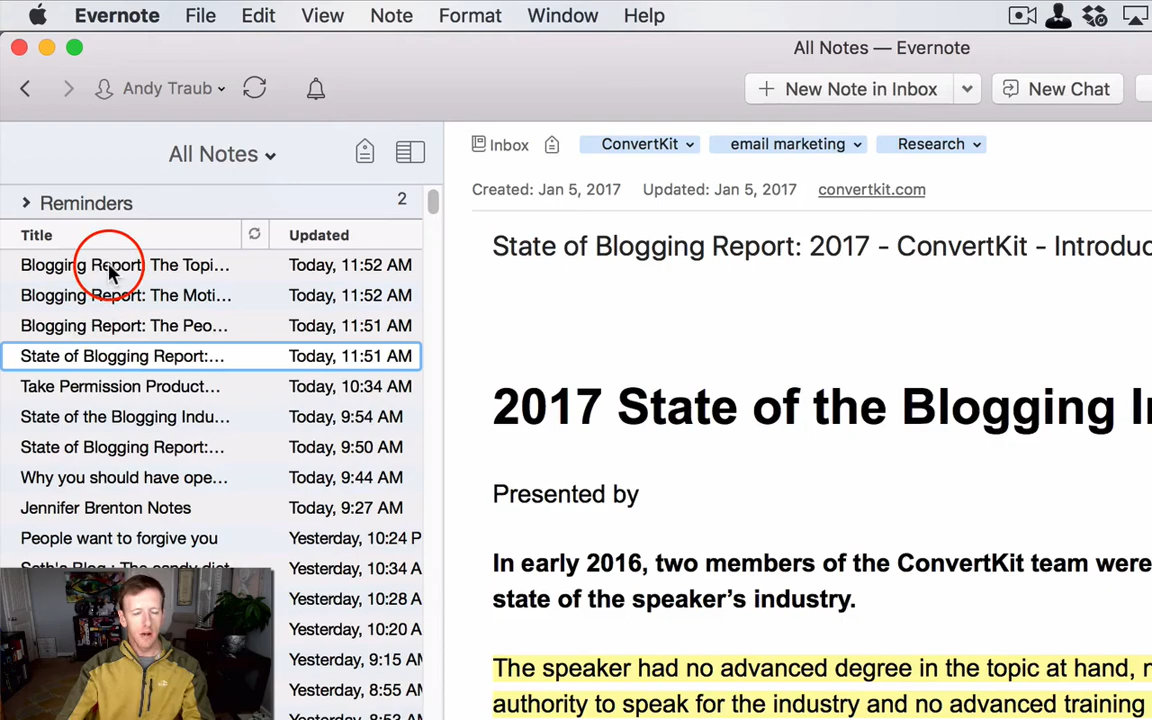 Evernote File Edit View Note Format Window Help
All Notes — Evernote
Andy Traub
New Note in Inbox
New Chat
All Notes
Inbox ConvertKit email marketing Research
Created: Jan 5, 2017 Updated: Jan 5, 2017 convertkit.com
Reminders 2
Title Updated
Blogging Report: The Topi... Today, 11:52 AM
Blogging Report: The Moti... Today, 11:52 AM
Blogging Report: The Peo... Today, 11:51 AM
State of Blogging Report:... Today, 11:51 AM
Take Permission Product... Today, 10:34 AM
State of the Blogging Indu... Today, 9:54 AM
State of Blogging Report:... Today, 9:50 AM
Why you should have ope... Today, 9:44 AM
Jennifer Brenton Notes Today, 9:27 AM
People want to forgive you Yesterday, 10:24 P
Yesterday, 10:34 A
Yesterday, 10:28 A
Yesterday, 10:20 A
Yesterday, 9:15 AM
Yesterday, 8:55 AM
State of Blogging Report: 2017 - ConvertKit - Introduc
2017 State of the Blogging In
Presented by
In early 2016, two members of the ConvertKit team were
state of the speaker’s industry.
The speaker had no advanced degree in the topic at hand,
authority to speak for the industry and no advanced training